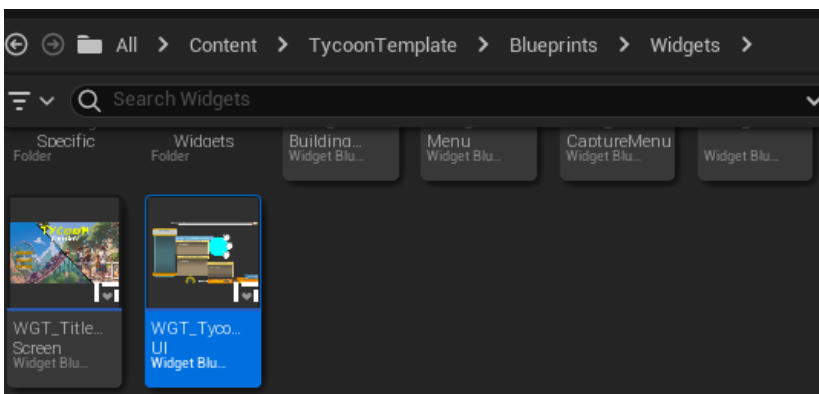 All > Content > TycoonTemplate > Blueprints > Widgets >
Search Widgets
Specific
Folder
Widgets
Folder
Building...
Widget Blu...
Menu
Widget Blu...
CaptureMenu
Widget Blu...
Widget Blu...
TYCOON
WGT_Title...
Screen
Widget Blu...
WGT_Tyco...
UI
Widget Blu...